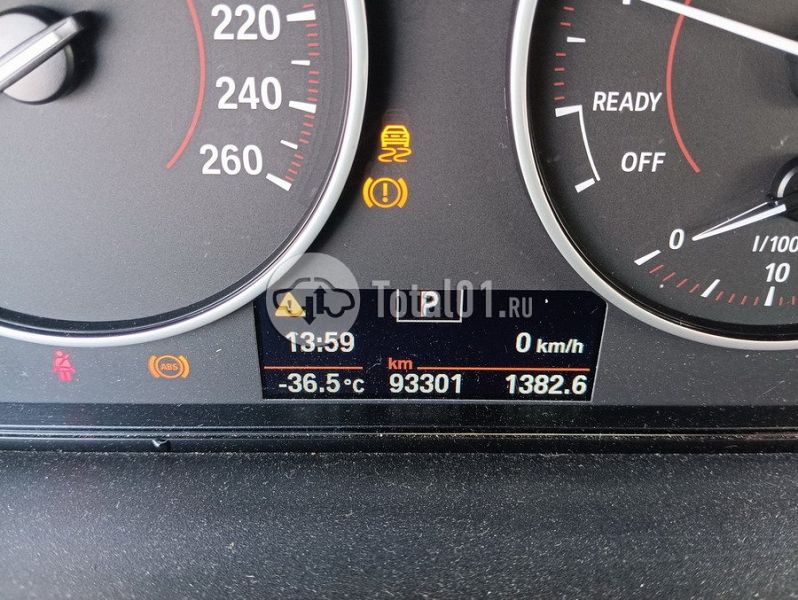 220
240
260
READY
OFF
0
l/100
10
ABS
P
Total01.RU
13:59
0 km/h
km
-36.5°C
93301
1382.6